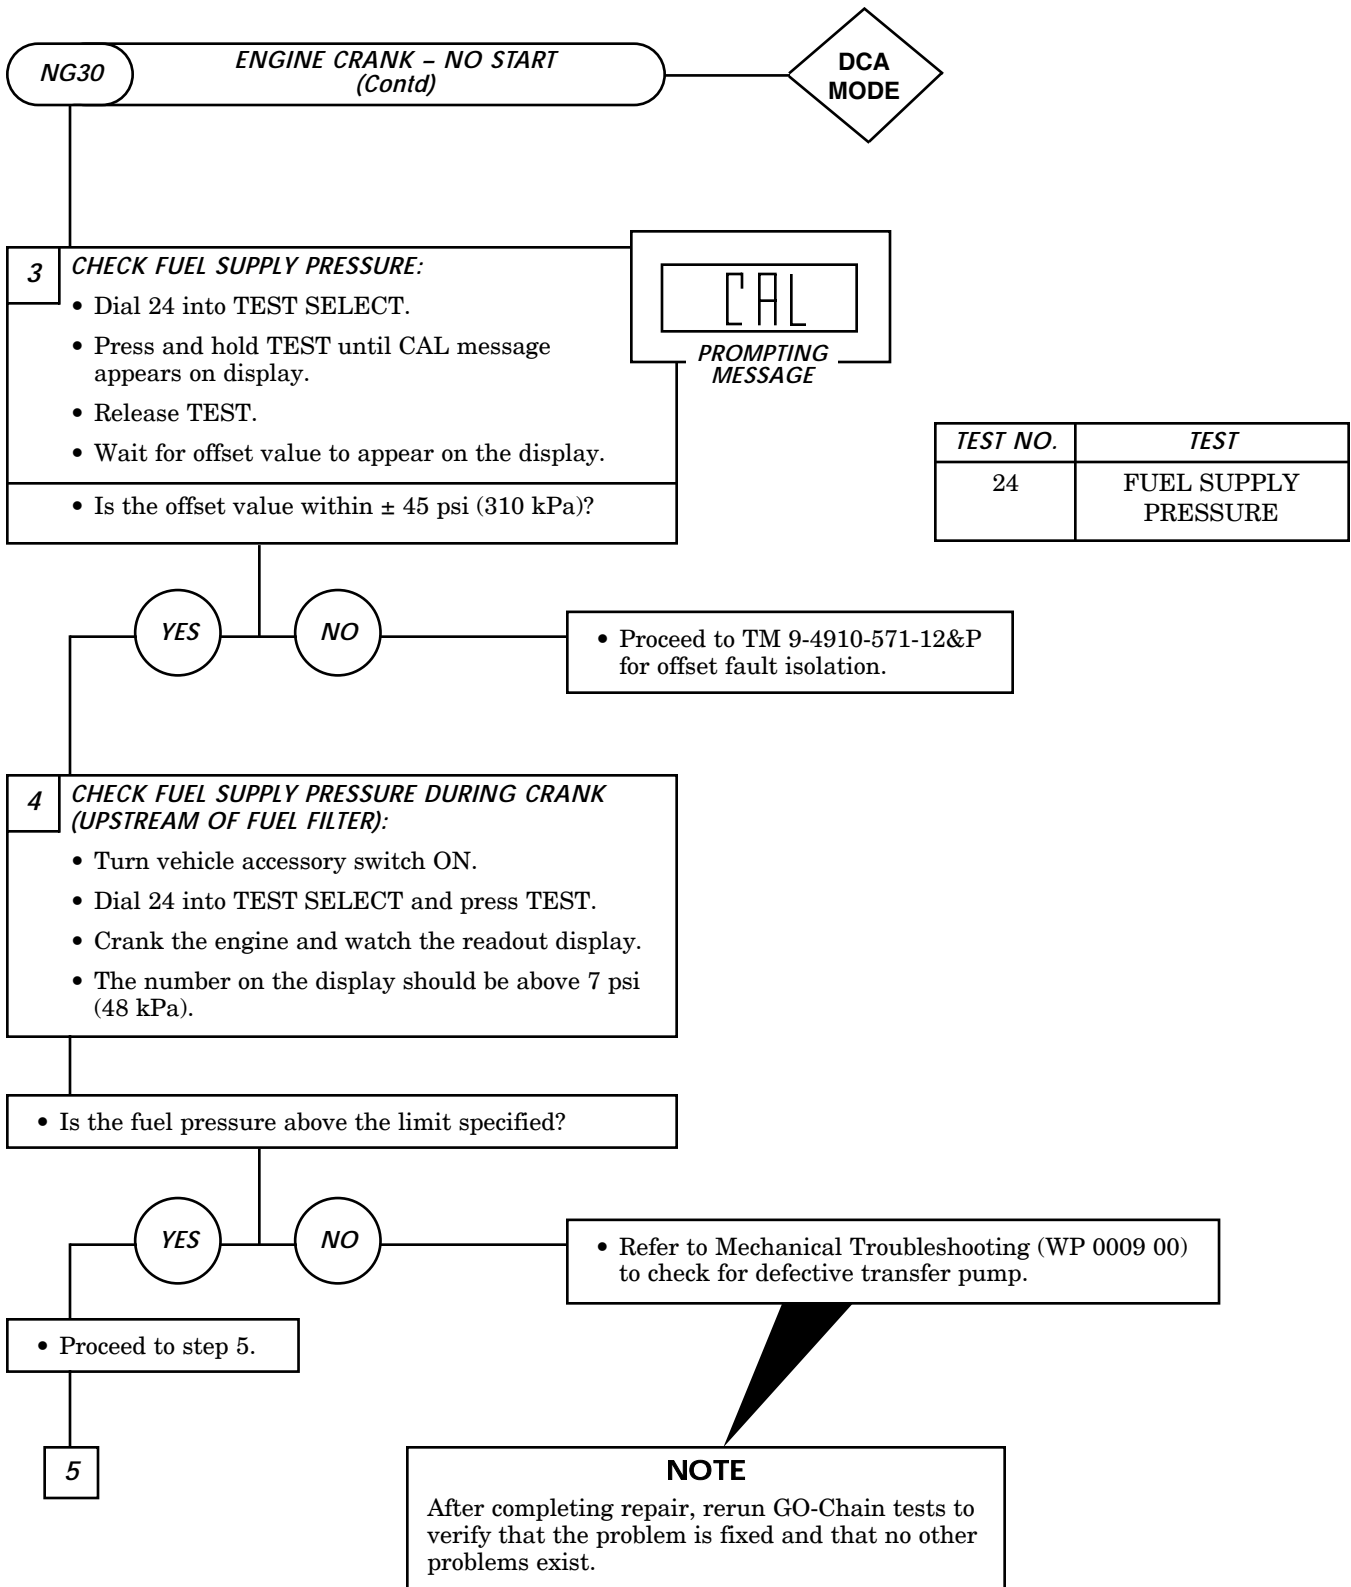 NG30
ENGINE CRANK – NO START
(Contd)
DCA
MODE
3
CHECK FUEL SUPPLY PRESSURE:
• Dial 24 into TEST SELECT.
• Press and hold TEST until CAL message
appears on display.
• Release TEST.
• Wait for offset value to appear on the display.
• Is the offset value within ± 45 psi (310 kPa)?
CAL
PROMPTING
MESSAGE
TEST NO. TEST
24 FUEL SUPPLY
PRESSURE
YES
NO
• Proceed to TM 9-4910-571-12&P
for offset fault isolation.
4
CHECK FUEL SUPPLY PRESSURE DURING CRANK
(UPSTREAM OF FUEL FILTER):
• Turn vehicle accessory switch ON.
• Dial 24 into TEST SELECT and press TEST.
• Crank the engine and watch the readout display.
• The number on the display should be above 7 psi
(48 kPa).
• Is the fuel pressure above the limit specified?
YES
NO
• Refer to Mechanical Troubleshooting (WP 0009 00)
to check for defective transfer pump.
• Proceed to step 5.
5
NOTE
After completing repair, rerun GO-Chain tests to
verify that the problem is fixed and that no other
problems exist.